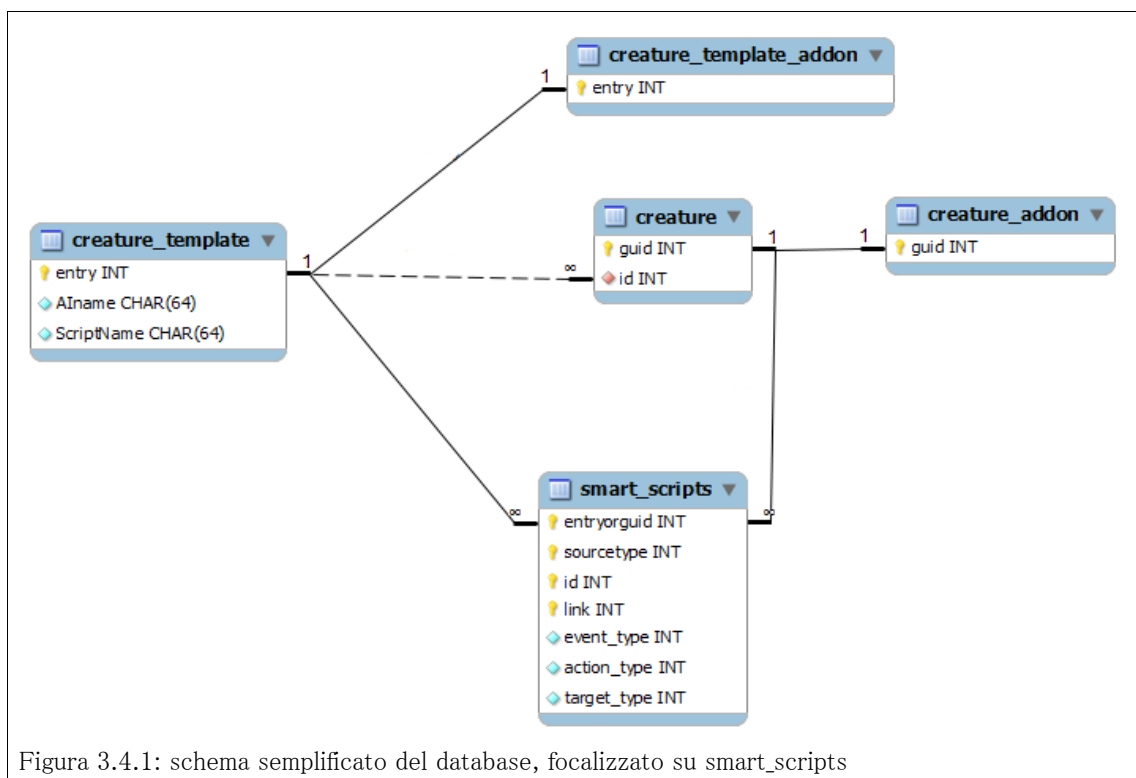 creature_template_addon
1
entry INT
creature
guid INT
id INT
1
∞
creature_addon
1
guid INT
creature_template
1
entry INT
AIname CHAR(64)
ScriptName CHAR(64)
smart_scripts
∞
∞
entryorguid INT
sourcetype INT
id INT
link INT
event_type INT
action_type INT
target_type INT
Figura 3.4.1: schema semplificato del database, focalizzato su smart_scripts